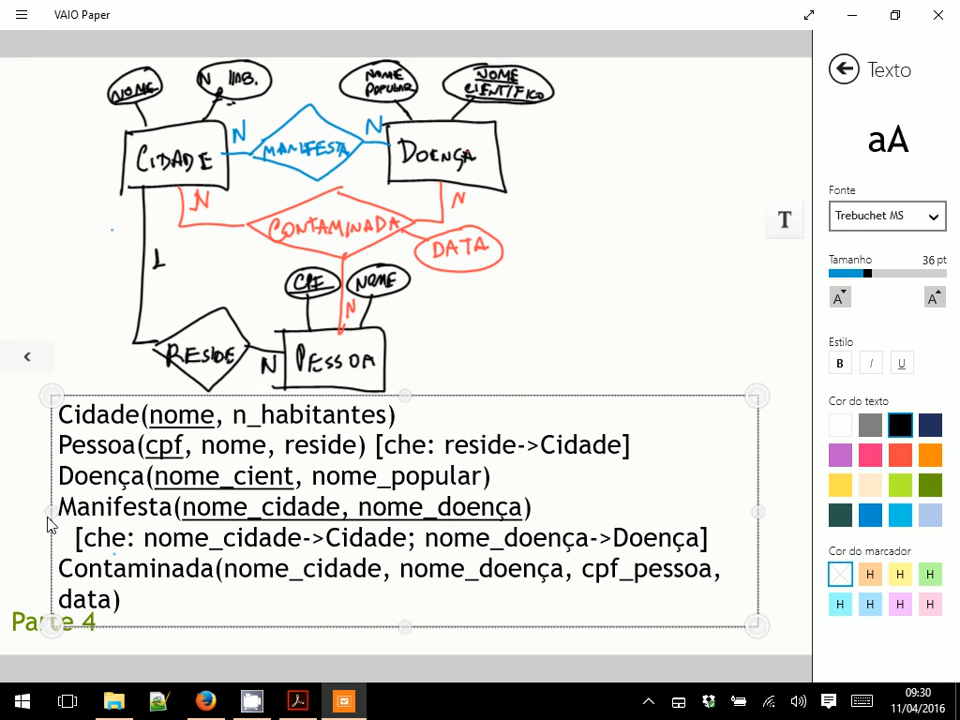 VAIO Paper
NOME
N HAB.
NOME
POPULAR
NOME
CIENTÍFICO
CIDADE
N
MANIFESTA
N
DOENÇA
N
CONTAMINADA
N
DATA
1
CPF
NOME
N
RESIDE
N
PESSOA
Cidade(nome, n_habitantes)
Pessoa(cpf, nome, reside) [che: reside->Cidade]
Doença(nome_cient, nome_popular)
Manifesta(nome_cidade, nome_doença)
[che: nome_cidade->Cidade; nome_doença->Doença]
Contaminada(nome_cidade, nome_doença, cpf_pessoa,
data)
Parte 4
T
Texto
aA
Fonte
Trebuchet MS
Tamanho 36 pt
A A
Estilo
B I U
Cor do texto
Cor do marcador
H H H
H H H H
09:30
11/04/2016